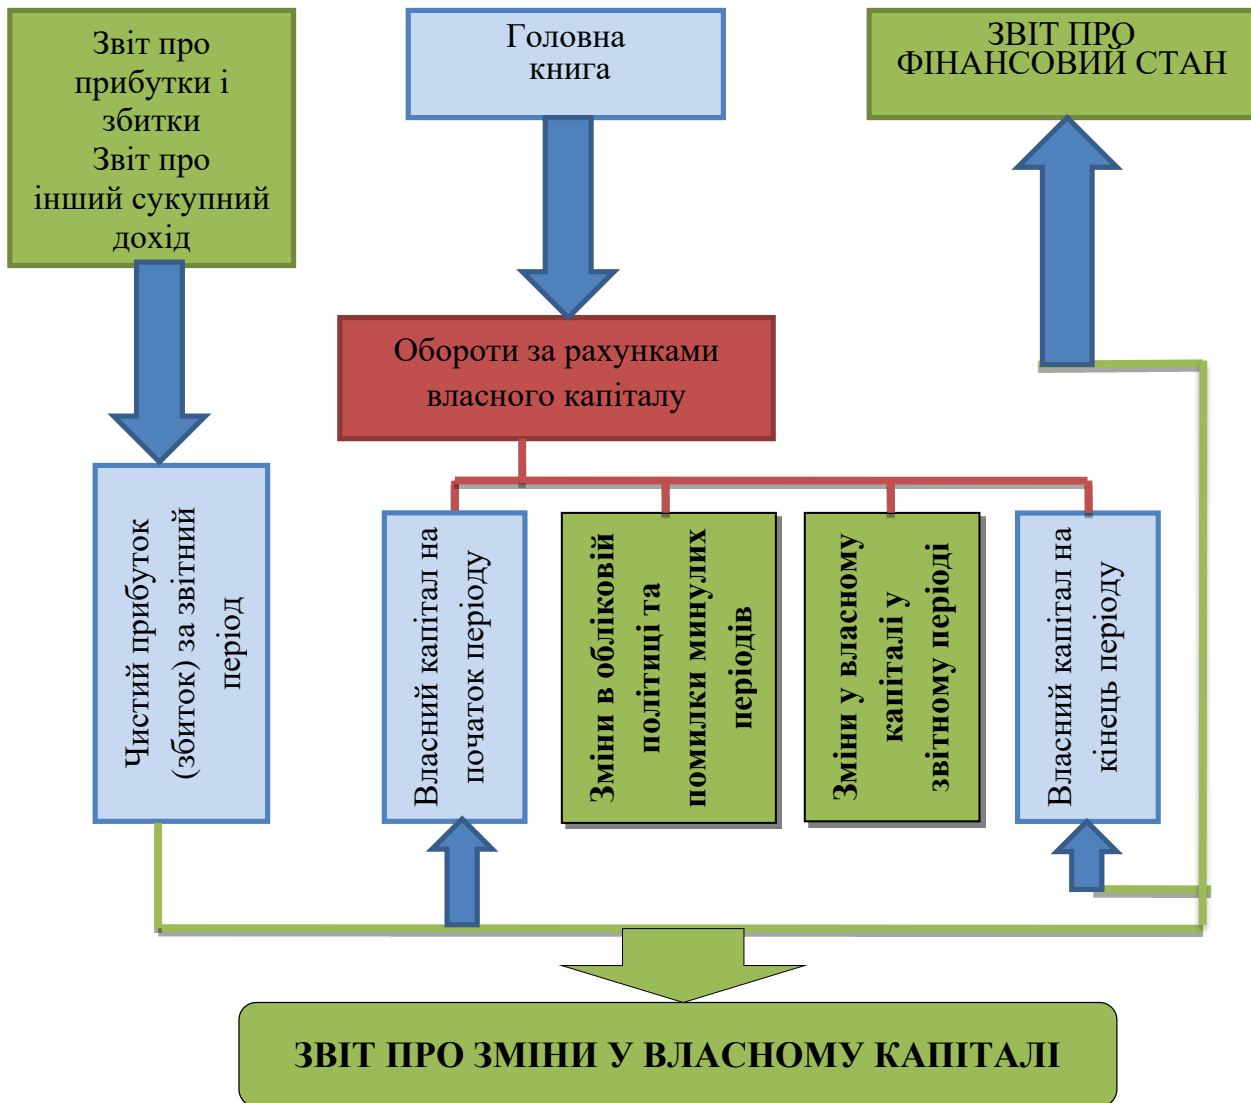 Звіт про
прибутки і
збитки
Звіт про
інший сукупний
дохід
Головна
книга
ЗВІТ ПРО
ФІНАНСОВИЙ СТАН
Обороти за рахунками
власного капіталу
Чистий прибуток
(збиток) за звітний
період
Власний капітал на
початок періоду
Зміни в обліковій
політиці та
помилки минулих
періодів
Зміни у власному
капіталі у
звітному періоді
Власний капітал на
кінець періоду
ЗВІТ ПРО ЗМІНИ У ВЛАСНОМУ КАПІТАЛІ